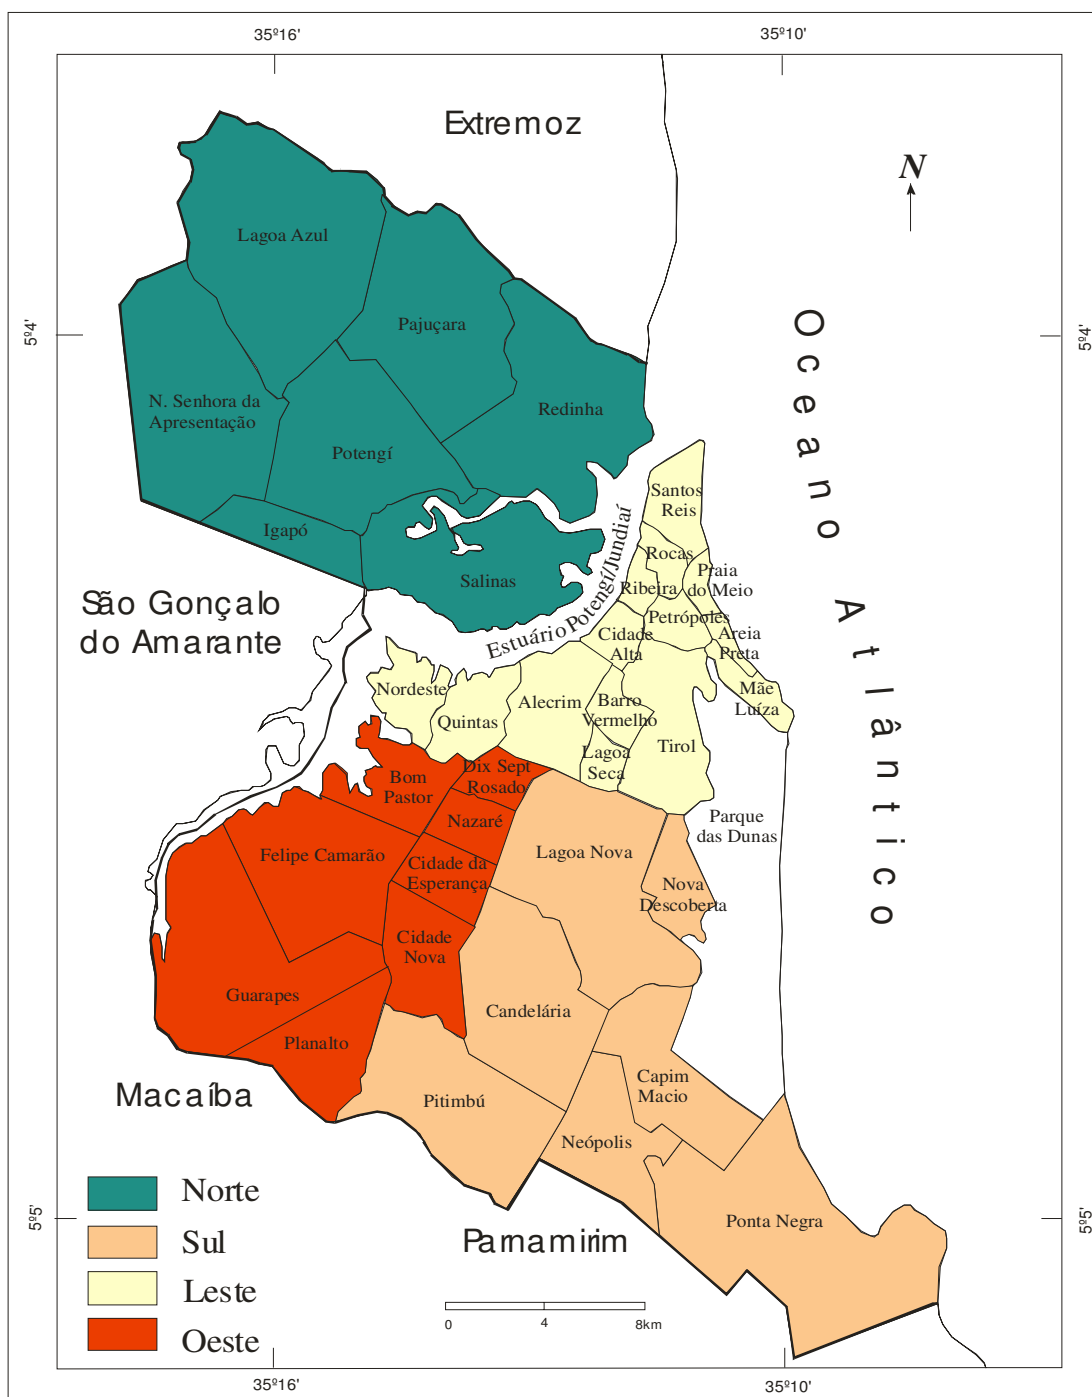 35º16'
35º10'
Extremoz
N
Lagoa Azul
Pajuçara
5º4'
5º4'
Oceano Atlântico
N. Senhora da
Apresentação
Redinha
Potengí
Santos
Reis
Igapó
Salinas
Estuário Potengí/Jundiaí
Rocas
Praia
do Meio
Ribeira
São Gonçalo
do Amarante
Petrópoles
Cidade
Alta
Areia
Preta
Nordeste
Quintas
Alecrim
Barro
Vermelho
Mãe
Luíza
Tirol
Lagoa
Seca
Dix Sept
Rosado
Bom
Pastor
Nazaré
Parque
das Dunas
Felipe Camarão
Cidade da
Esperança
Lagoa Nova
Nova
Descoberta
Cidade
Nova
Guarapes
Candelária
Planalto
Macaíba
Pitimbú
Capim
Macio
Neópolis
Norte
Sul
Leste
Oeste
Parnamirim
Ponta Negra
5º5'
5º5'
0
4
8km
35º16'
35º10'